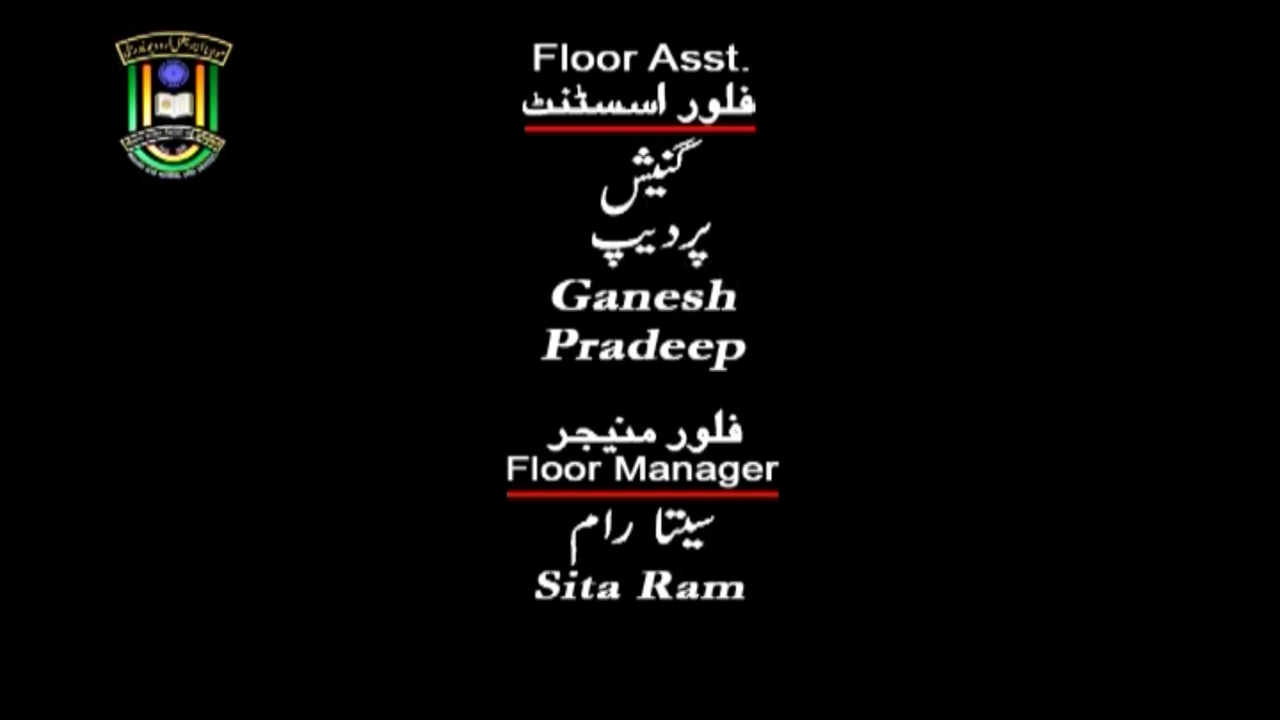 Floor Asst.
فلور اسسٹنٹ
گنیش
پردیپ
Ganesh
Pradeep
فلور منیجر
Floor Manager
سیتا رام
Sita Ram